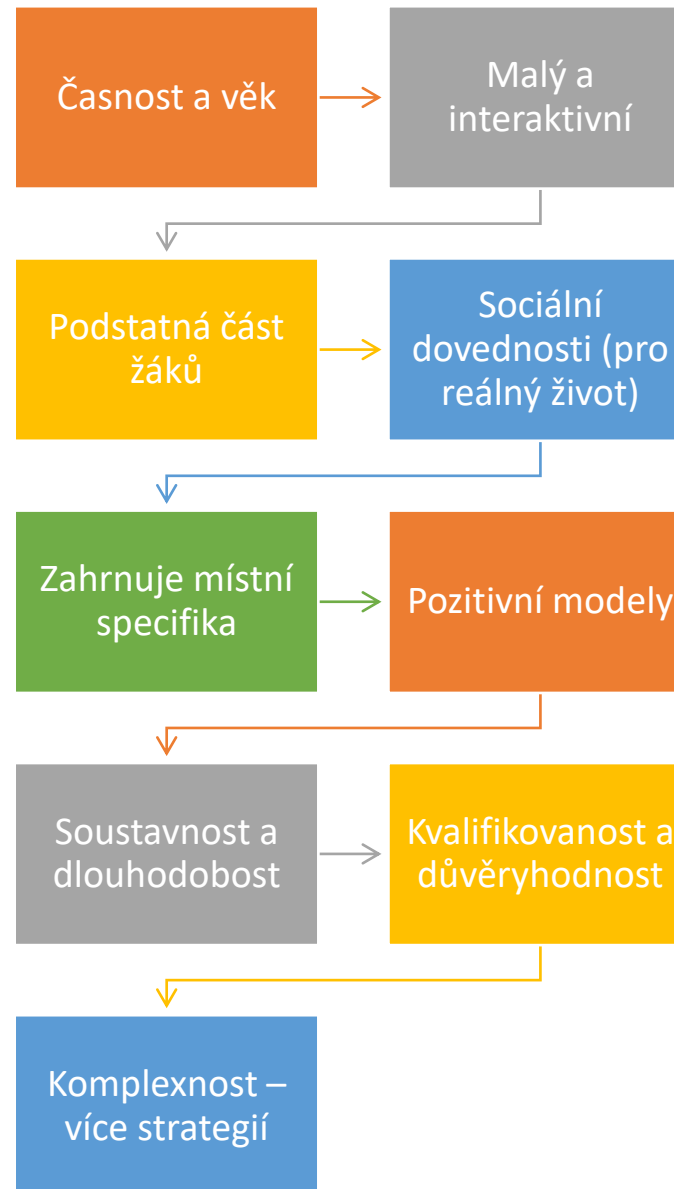 Časnost a věk
Malý a
interaktivní
Podstatná část
žáků
Sociální
dovednosti (pro
reálný život)
Zahrnuje místní
specifika
Pozitivní modely
Soustavnost a
dlouhodobost
Kvalifikovanost a
důvěryhodnost
Komplexnost –
více strategií